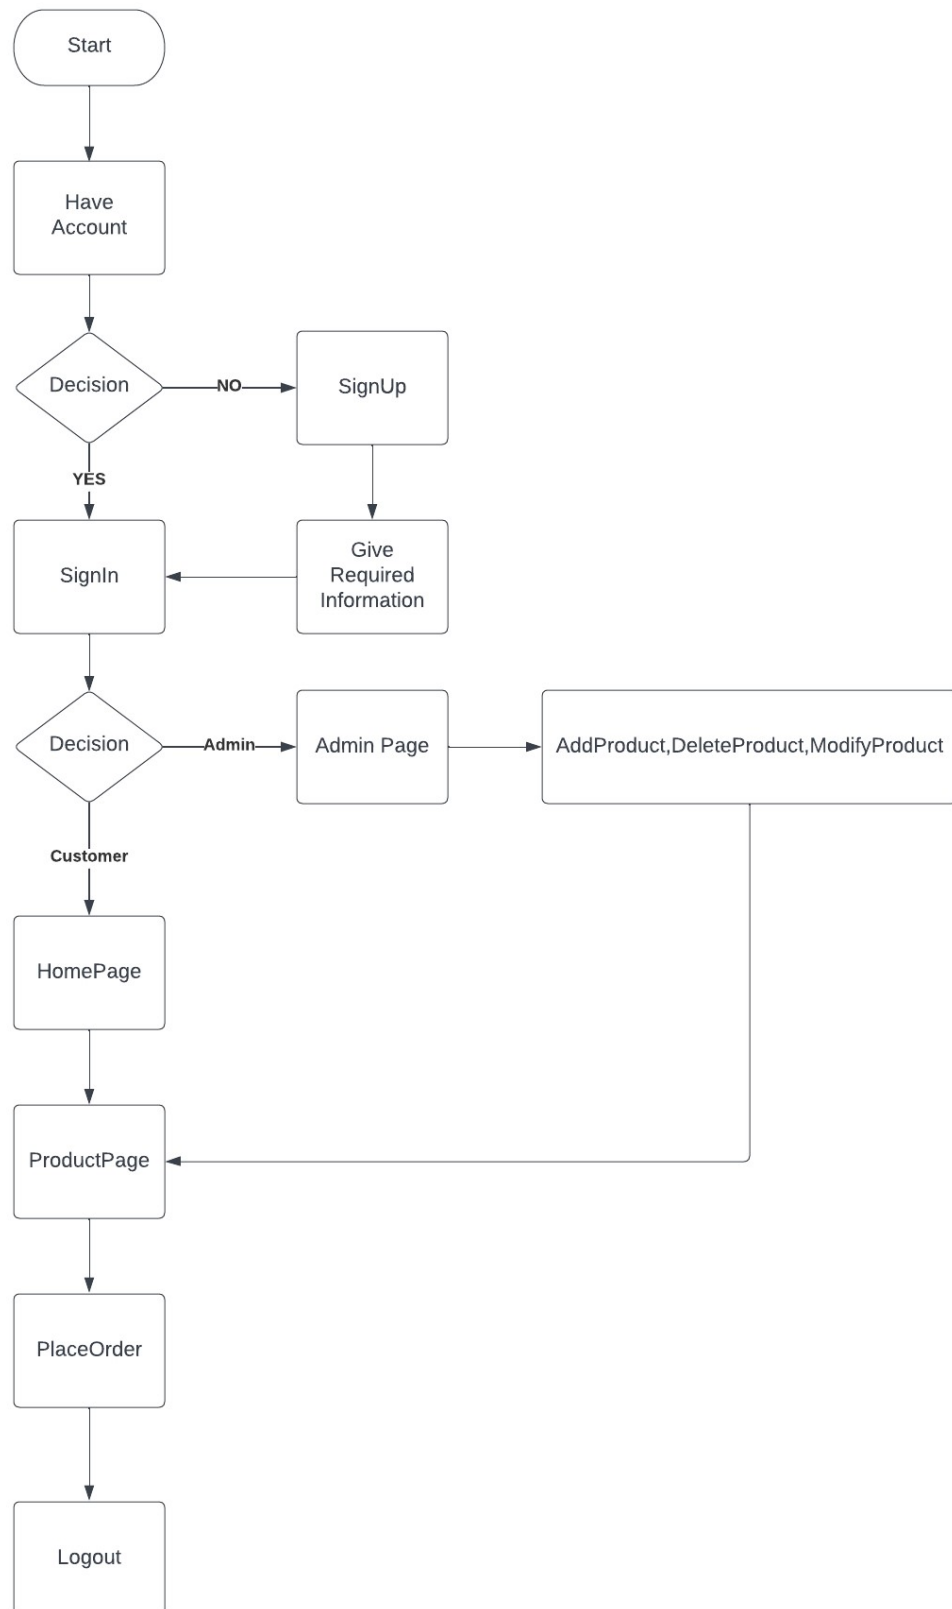 Start
Have
Account
Decision
NO
SignUp
YES
SignIn
Give
Required
Information
Decision
Admin
Admin Page
AddProduct,DeleteProduct,ModifyProduct
Customer
HomePage
ProductPage
PlaceOrder
Logout